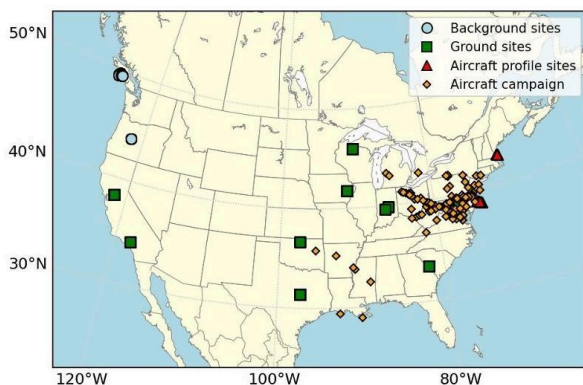 50°N
40°N
30°N
120°W
100°W
80°W
Background sites
Ground sites
Aircraft profile sites
Aircraft campaign